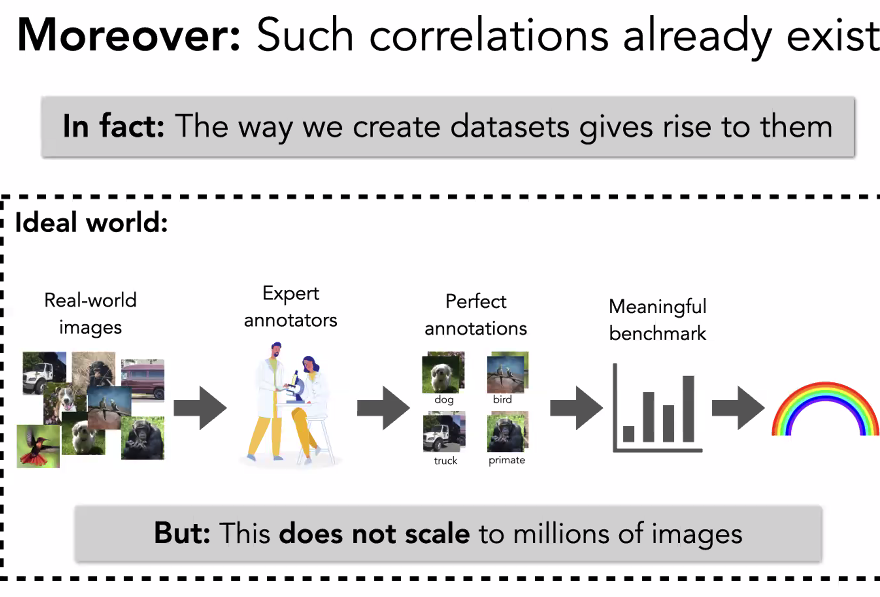 Moreover: Such correlations already exist
In fact: The way we create datasets gives rise to them
Ideal world:
Real-world
images
Expert
annotators
Perfect
annotations
Meaningful
benchmark
dog
bird
truck
primate
But: This does not scale to millions of images